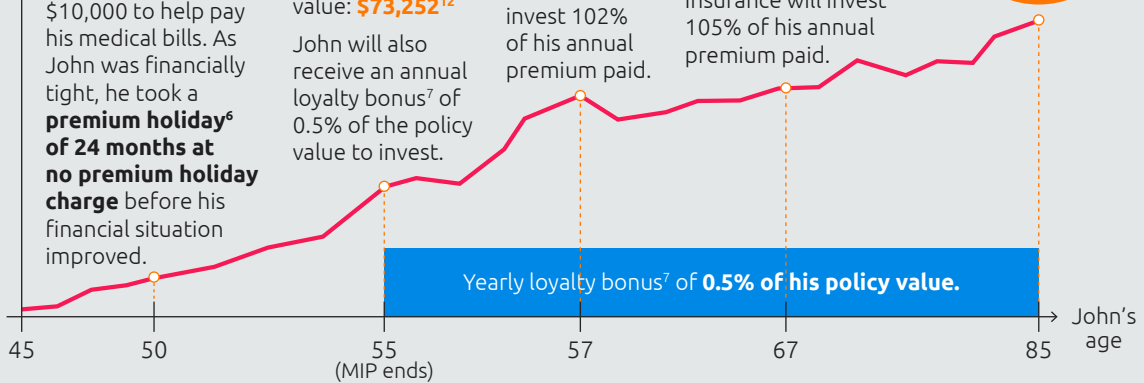 $10,000 to help pay
his medical bills. As
John was financially
tight, he took a
premium holiday⁶
of 24 months at
no premium holiday
charge before his
financial situation
improved.
value: $73,252¹²
John will also
receive an annual
loyalty bonus⁷ of
0.5% of the policy
value to invest.
invest 102%
of his annual
premium paid.
insurance will invest
105% of his annual
premium paid.
Yearly loyalty bonus⁷ of 0.5% of his policy value.
45 50 55 57 67 85
(MIP ends)
John's
age